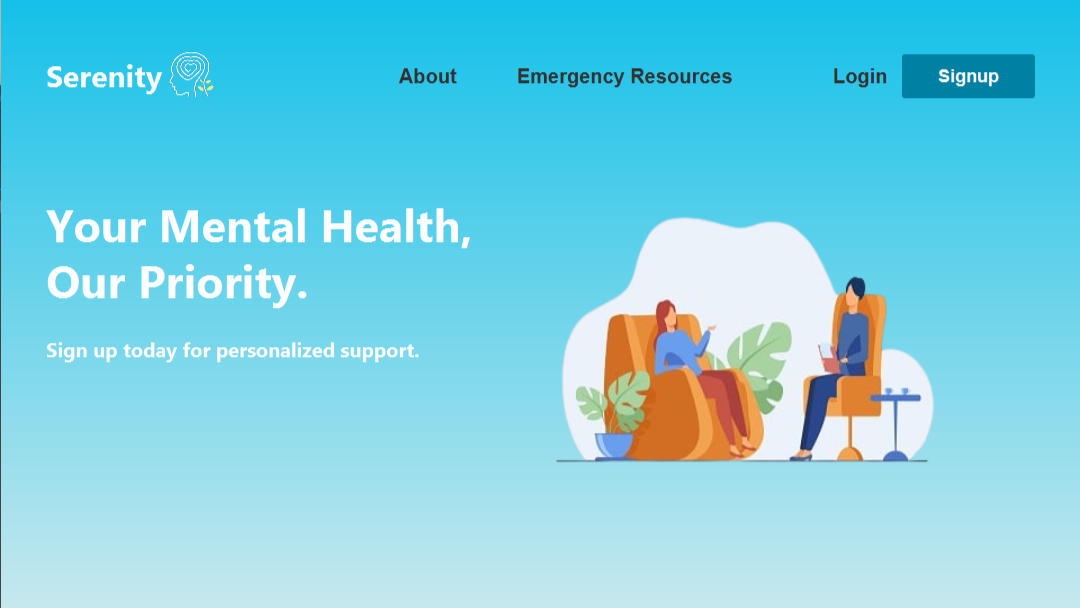 Serenity
About
Emergency Resources
Login
Signup
Your Mental Health,
Our Priority.
Sign up today for personalized support.